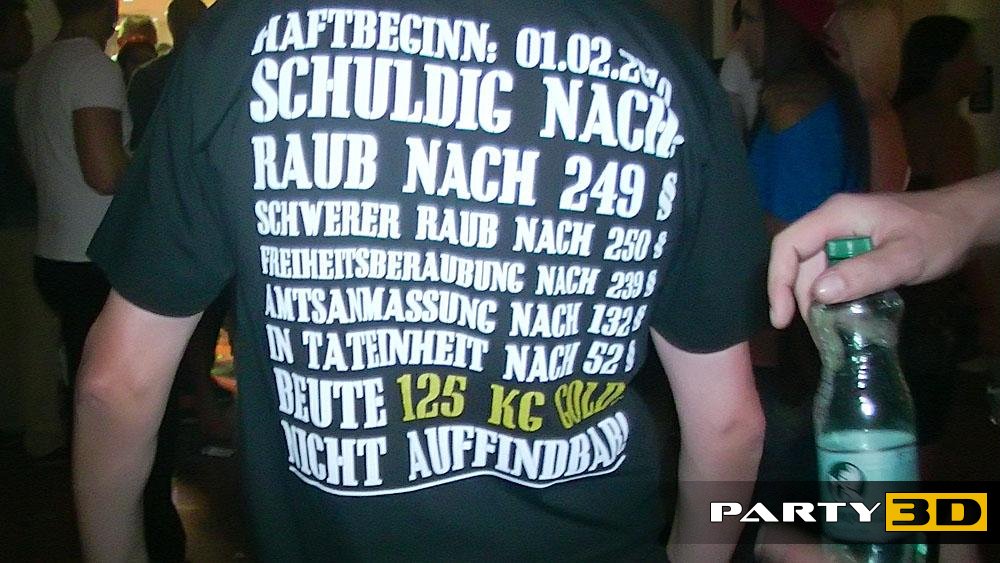 HAFTBEGINN: 01.02.200
SCHULDIG NACH:
RAUB NACH 249 §
SCHWERER RAUB NACH 250 §
FREIHEITSBERAUBUNG NACH 239 §
AMTSANMASSUNG NACH 132 §
IN TATEINHEIT NACH 52 §
BEUTE 125 KG GOLD
NICHT AUFFINDBAR!
PARTY 3D